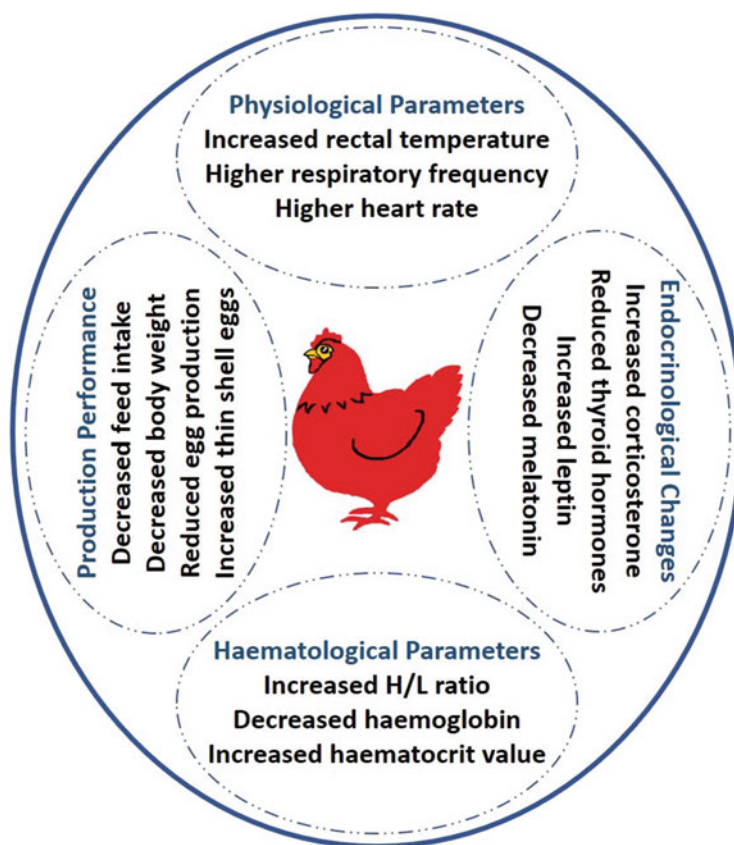 Physiological Parameters
Increased rectal temperature
Higher respiratory frequency
Higher heart rate
Production Performance
Decreased feed intake
Decreased body weight
Reduced egg production
Increased thin shell eggs
Endocrinological Changes
Increased corticosterone
Reduced thyroid hormones
Increased leptin
Decreased melatonin
Haematological Parameters
Increased H/L ratio
Decreased haemoglobin
Increased haematocrit value